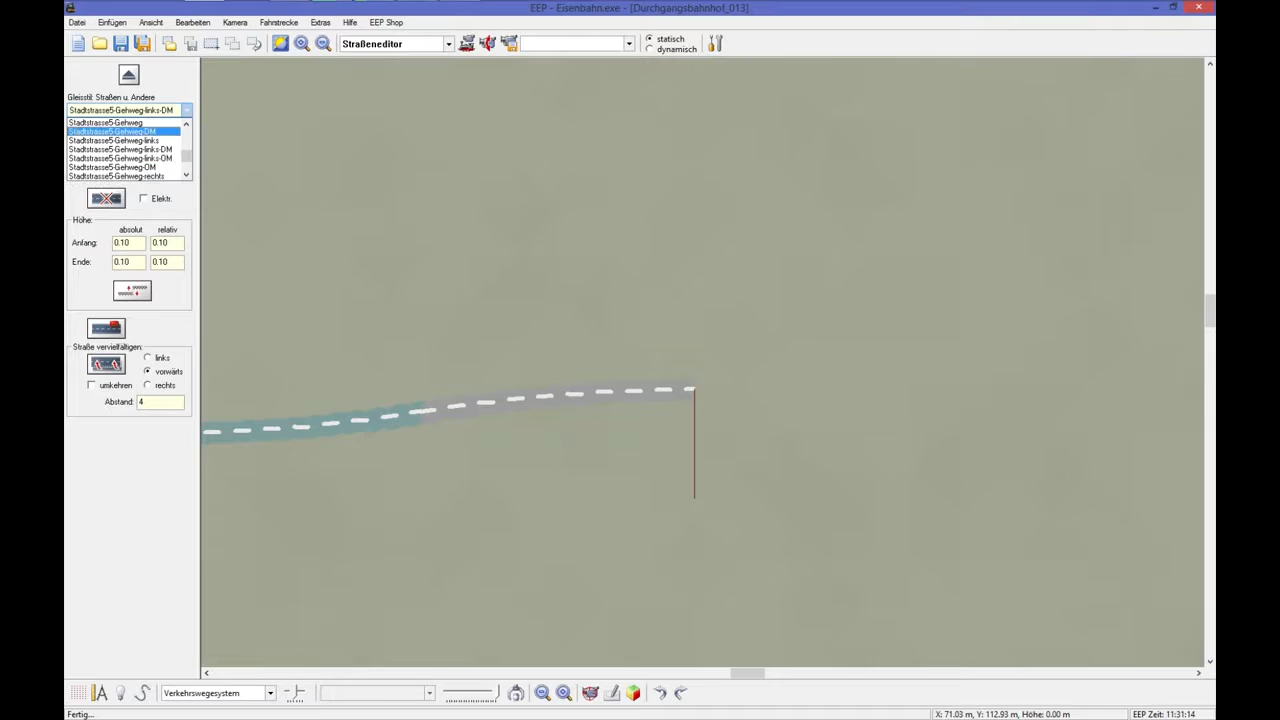 EEP - Eisenbahn.exe - [Durchgangsbahnhof_013]
Datei Einfügen Ansicht Bearbeiten Kamera Fahrstrecke Extras Hilfe EEP Shop
Straßeneditor statisch
dynamisch
Gleisstil: Straßen u. Andere
Stadtstrasse5-Gehweg-links-DM
Stadtstrasse5-Gehweg
Stadtstrasse5-Gehweg-DM
Stadtstrasse5-Gehweg-links
Stadtstrasse5-Gehweg-links-DM
Stadtstrasse5-Gehweg-links-OM
Stadtstrasse5-Gehweg-OM
Stadtstrasse5-Gehweg-rechts
Elektr.
Höhe:
absolut relativ
Anfang: 0.10 0.10
Ende: 0.10 0.10
Straße vervielfältigen:
links
vorwärts
umkehren rechts
Abstand: 4
Verkehrswegesystem
Fertig... X: 71.03 m, Y: 112.93 m, Höhe: 0.00 m EEP Zeit: 11:31:14